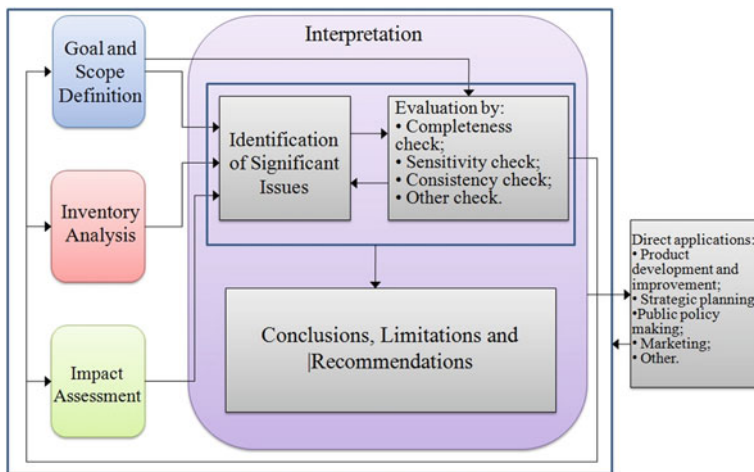 Interpretation
Goal and
Scope
Definition
Identification
of Significant
Issues
Evaluation by:
• Completeness
check;
• Sensitivity check;
• Consistency check;
• Other check.
Inventory
Analysis
Impact
Assessment
Conclusions, Limitations and
|Recommendations
Direct applications:
• Product
development and
improvement;
• Strategic planning
•Public policy
making;
• Marketing;
• Other.